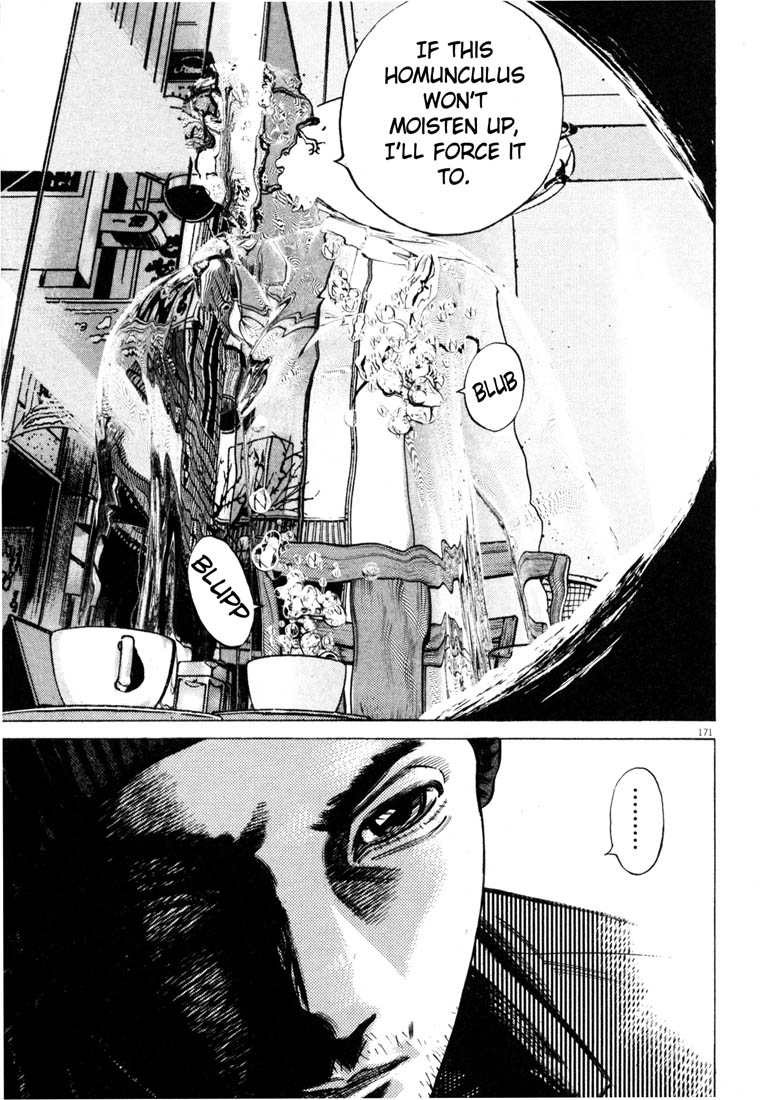 IF THIS
HOMUNCULUS
WON'T
MOISTEN UP,
I'LL FORCE IT
TO.
BLUB
BLUPP
171
.........